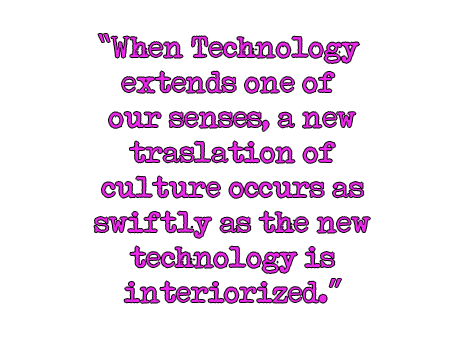 “When Technology
extends one of
our senses, a new
traslation of
culture occurs as
swiftly as the new
technology is
interiorized.”